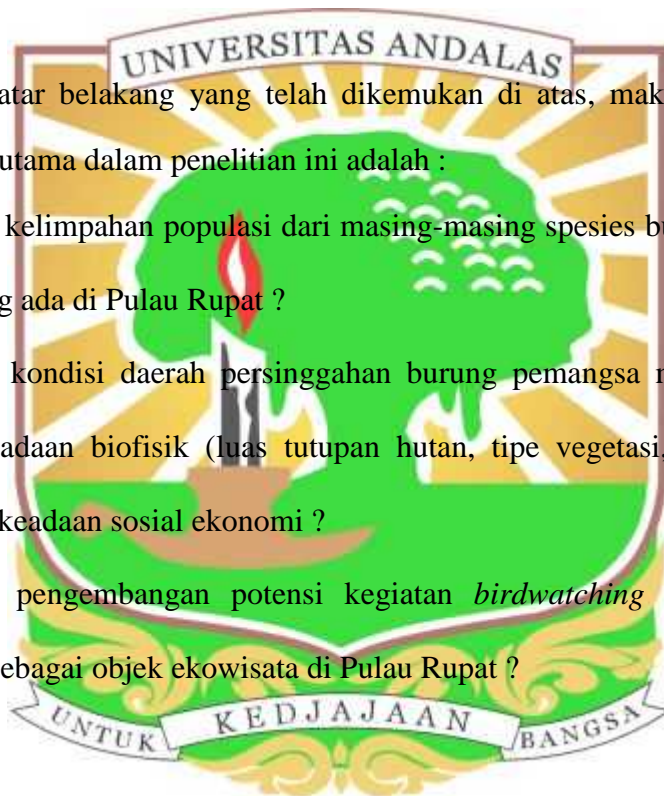 UNIVERSITAS ANDALAS
atar belakang yang telah dikemukan di atas, mak
utama dalam penelitian ini adalah :
kelimpahan populasi dari masing-masing spesies bu
g ada di Pulau Rupat ?
kondisi daerah persinggahan burung pemangsa
adaan biofisik (luas tutupan hutan, tipe vegetasi,
keadaan sosial ekonomi ?
pengembangan potensi kegiatan birdwatching
ebagai objek ekowisata di Pulau Rupat ?
UNTUK KEDJAJAAN BANGSA